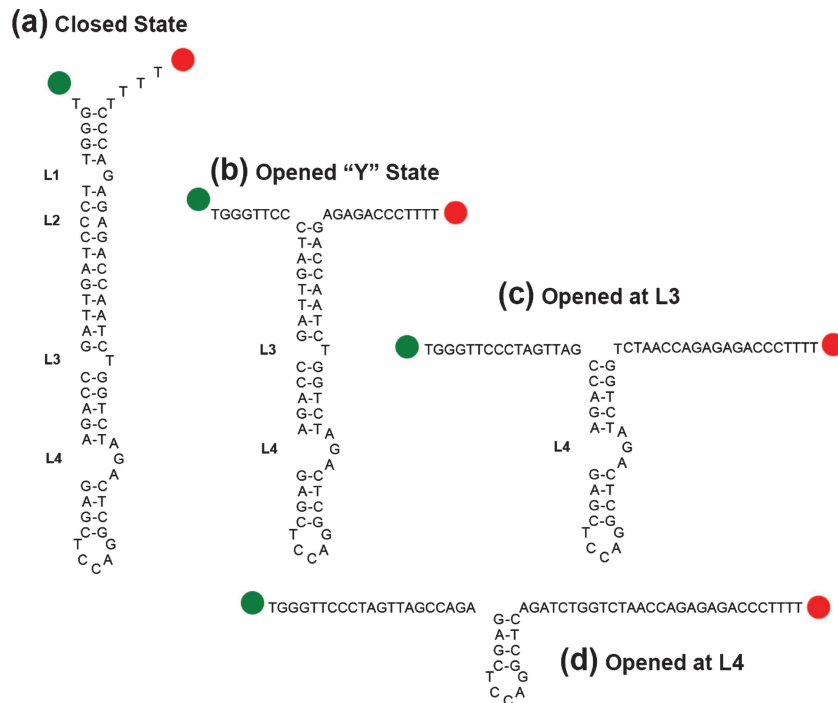 (a) Closed State
T
T T T T
G-C
G-C
G-C
T-A
L1 G
T-A
C-G
L2 C-A
C-G
T-A
A-C
G-C
T-A
T-A
A-T
G-C
L3 T
C-G
C-G
A-T
G-C
A-T
A
L4 G
A
G-C
A-T
G-C
C-G
T G
C A
C
(b) Opened “Y” State
TGGGTTCC AGAGACCCTTTT
C-G
T-A
A-C
G-C
T-A
T-A
A-T
G-C
L3 T
C-G
C-G
A-T
G-C
A-T
A
L4 G
A
G-C
A-T
G-C
C-G
T G
C A
C
(c) Opened at L3
TGGGTTCCCTAGTTAG TCTAACCAGAGAGACCCTTTT
C-G
C-G
A-T
G-C
A-T
A
L4 G
A
G-C
A-T
G-C
C-G
T G
C A
C
TGGGTTCCCTAGTTAGCCAGA AGATCTGGTCTAACCAGAGAGACCCTTTT
G-C
A-T
G-C
C-G
T G
C A
C
(d) Opened at L4